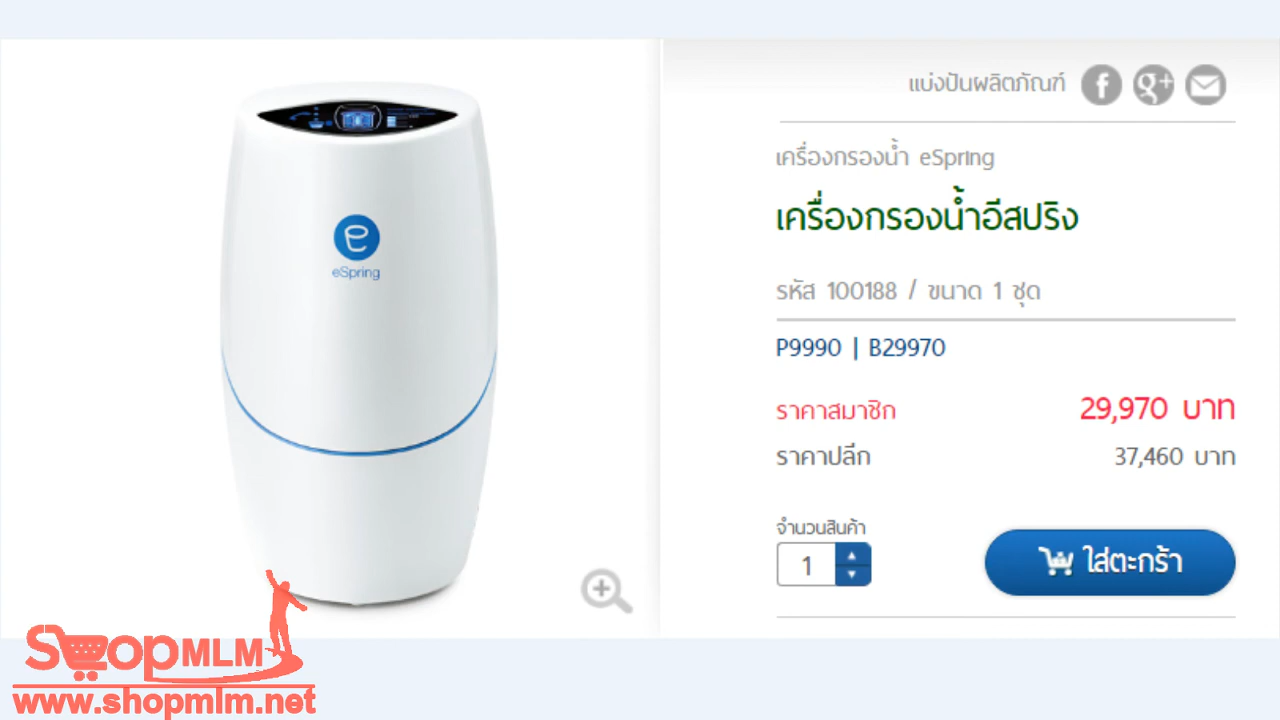 eSpring
แบ่งปันผลิตภัณฑ์
เครื่องกรองน้ำ eSpring
เครื่องกรองน้ำอีสปริง
รหัส 100188 / ขนาด 1 ชุด
P9990 | B29970
ราคาสมาชิก 29,970 บาท
ราคาปลีก 37,460 บาท
จำนวนสินค้า
1
ใส่ตะกร้า
SHOPMLM
www.shopmlm.net